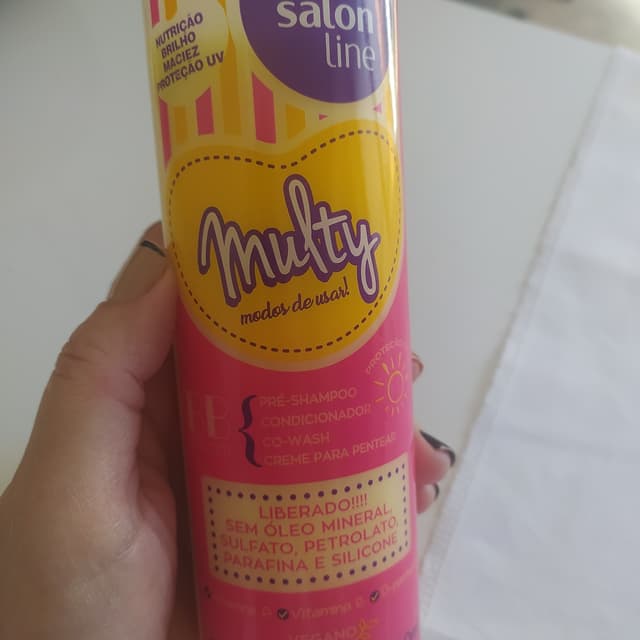 salon
line
NUTRIÇÃO
BRILHO
MACIEZ
PROTEÇÃO UV
Multy
modos de usar!
PRÉ-SHAMPOO
CONDICIONADOR
CO-WASH
CREME PARA PENTEAR
LIBERADO!!!!
SEM ÓLEO MINERAL,
SULFATO, PETROLATO,
PARAFINA E SILICONE
Vitamina
VEGANO